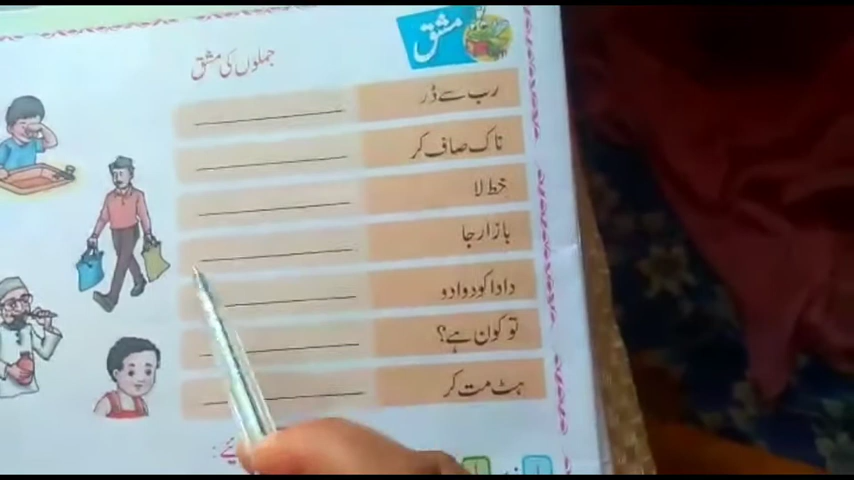 مشق
جملوں کی مشق
رب سے ڈر
ناک صاف کر
خط لا
بازار جا
دادا کو دوا دو
تو کون ہے؟
ہٹ مت کر